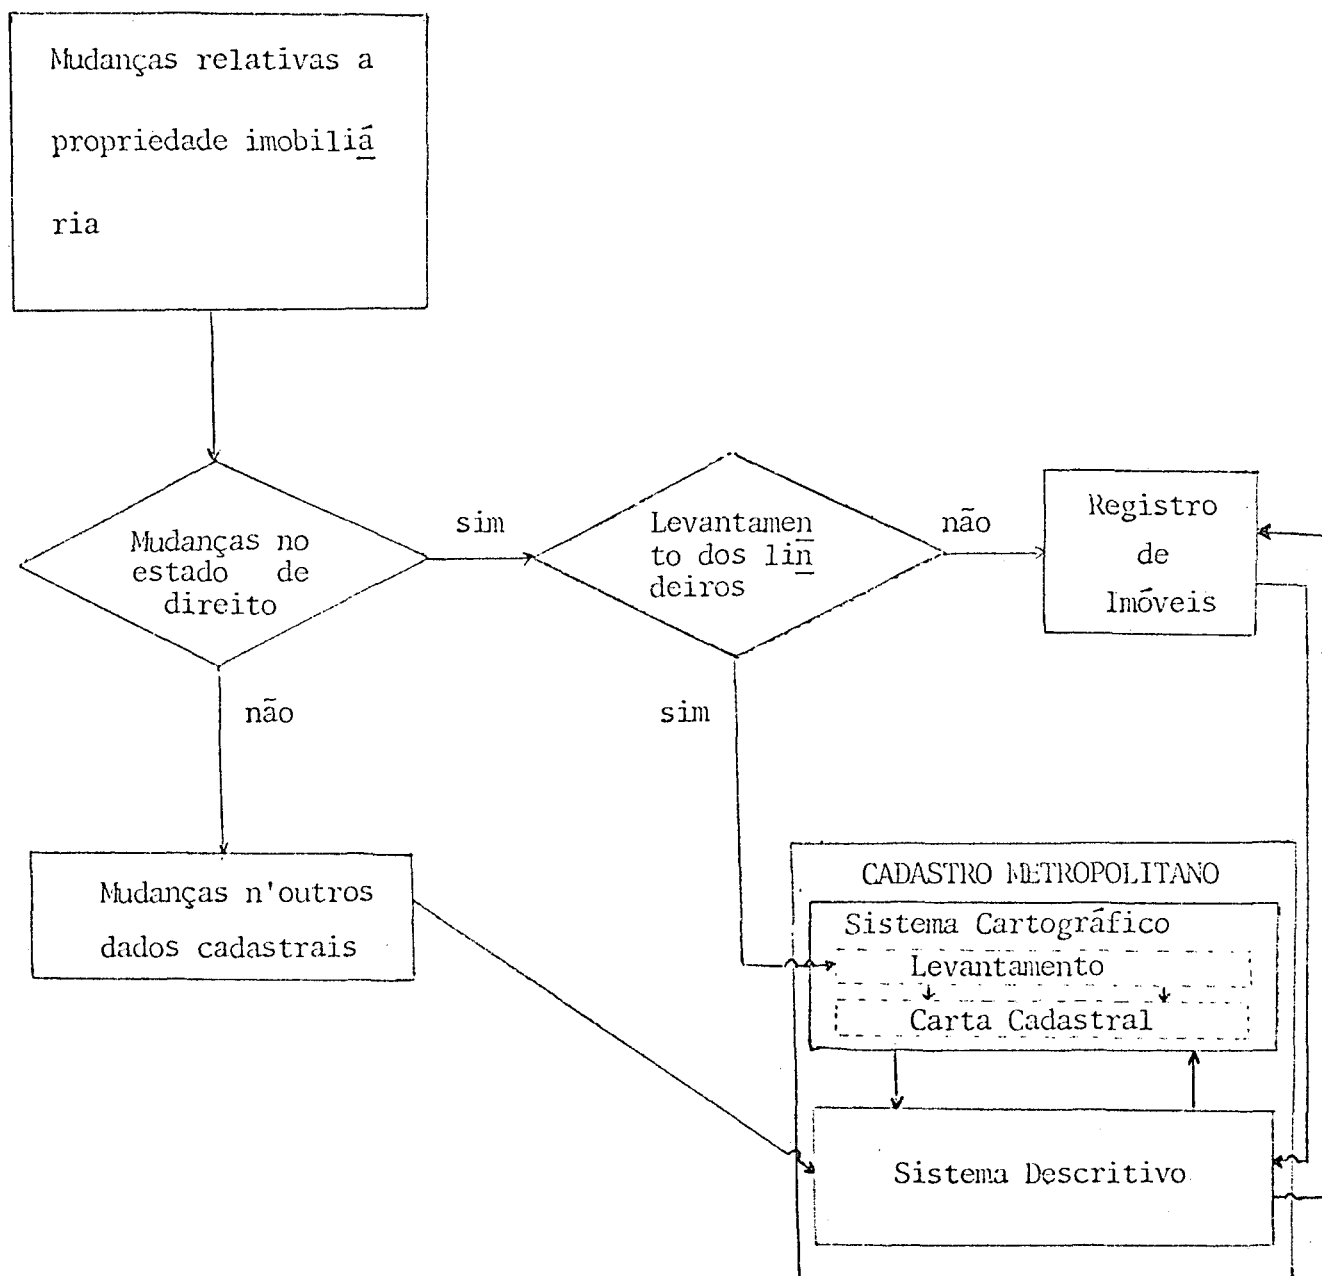 Mudanças relativas a
propriedade imobiliá
ria
Mudanças no
estado de
direito
sim
Levantamen
to dos lin
deiros
não
Registro
de
Imóveis
não
sim
Mudanças n'outros
dados cadastrais
CADASTRO METROPOLITANO
Sistema Cartográfico
Levantamento
Carta Cadastral
Sistema Descritivo